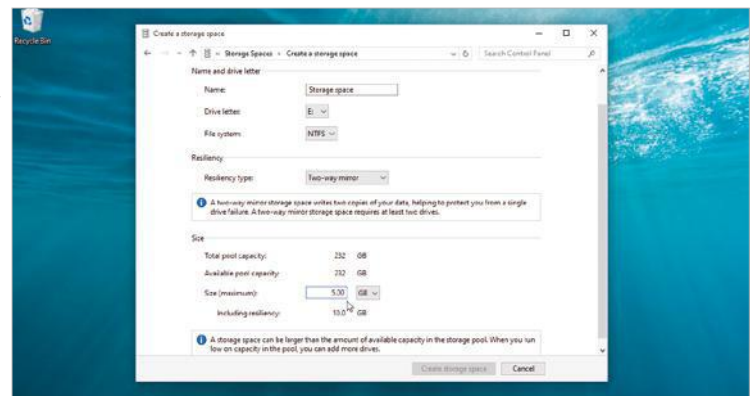 Recycle Bin
Create a storage space
Storage Spaces › Create a storage space
Search Control Panel
Name and drive letter
Name: Storage space
Drive letter: E:
File system: NTFS
Resiliency
Resiliency type: Two-way mirror
A two-way mirror storage space writes two copies of your data, helping to protect you from a single
drive failure. A two-way mirror storage space requires at least two drives.
Size
Total pool capacity: 232 GB
Available pool capacity: 232 GB
Size (maximum): 5.00 GB
Including resiliency: 10.0 GB
A storage space can be larger than the amount of available capacity in the storage pool. When you run
low on capacity in the pool, you can add more drives.
Create storage space Cancel